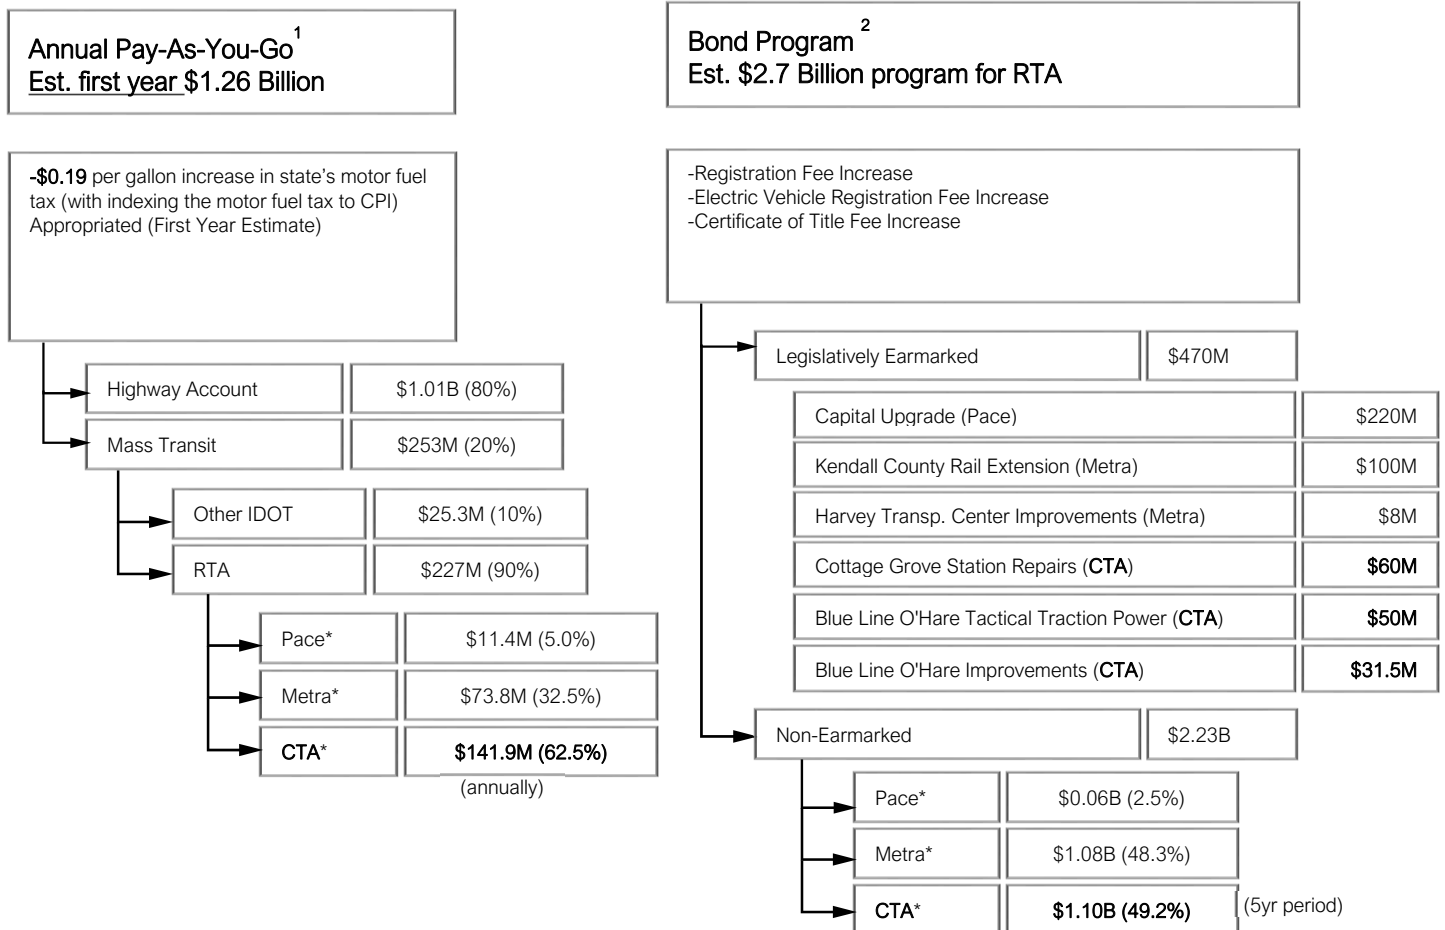 Annual Pay-As-You-Go1
Est. first year $1.26 Billion
-$0.19 per gallon increase in state's motor fuel
tax (with indexing the motor fuel tax to CPI)
Appropriated (First Year Estimate)
Highway Account $1.01B (80%)
Mass Transit $253M (20%)
Other IDOT $25.3M (10%)
RTA $227M (90%)
Pace* $11.4M (5.0%)
Metra* $73.8M (32.5%)
CTA* $141.9M (62.5%)
(annually)
Bond Program 2
Est. $2.7 Billion program for RTA
-Registration Fee Increase
-Electric Vehicle Registration Fee Increase
-Certificate of Title Fee Increase
Legislatively Earmarked $470M
Capital Upgrade (Pace) $220M
Kendall County Rail Extension (Metra) $100M
Harvey Transp. Center Improvements (Metra) $8M
Cottage Grove Station Repairs (CTA) $60M
Blue Line O'Hare Tactical Traction Power (CTA) $50M
Blue Line O'Hare Improvements (CTA) $31.5M
Non-Earmarked $2.23B
Pace* $0.06B (2.5%)
Metra* $1.08B (48.3%)
CTA* $1.10B (49.2%) (5yr period)